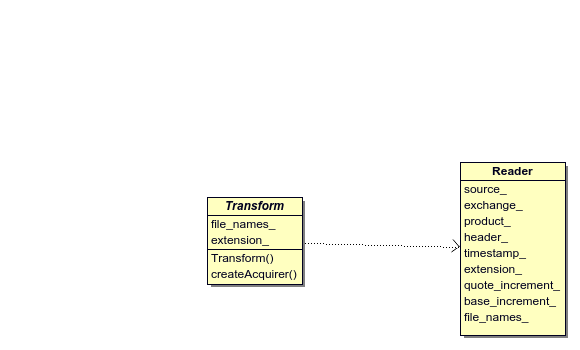 Transform
file_names_
extension_
Transform()
createAcquirer()
Reader
source_
exchange_
product_
header_
timestamp_
extension_
quote_increment_
base_increment_
file_names_